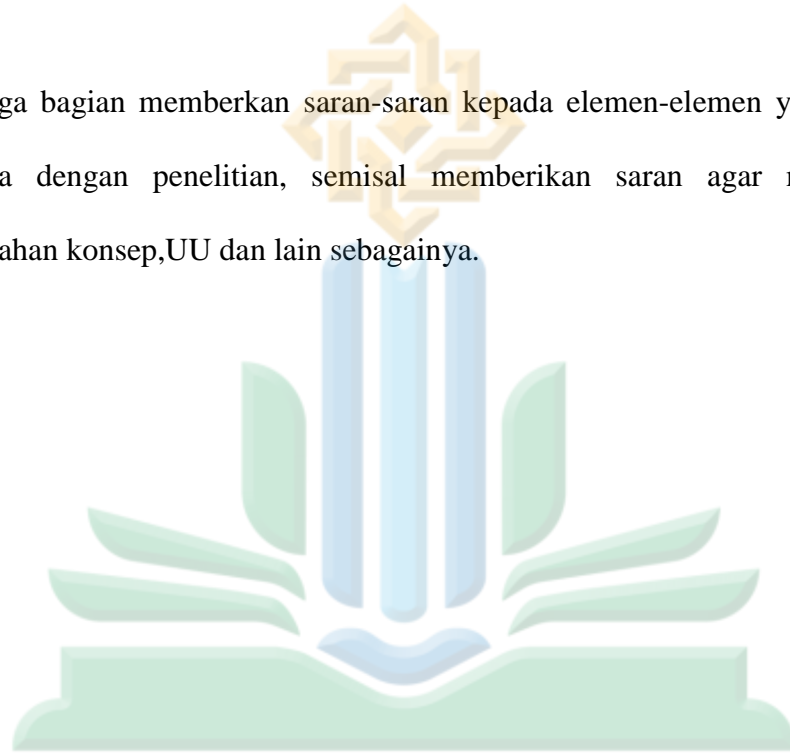 ga bagian memberkan saran-saran kepada elemen-elemen y
a dengan penelitian, semisal memberikan saran agar
ahan konsep,UU dan lain sebagainya.